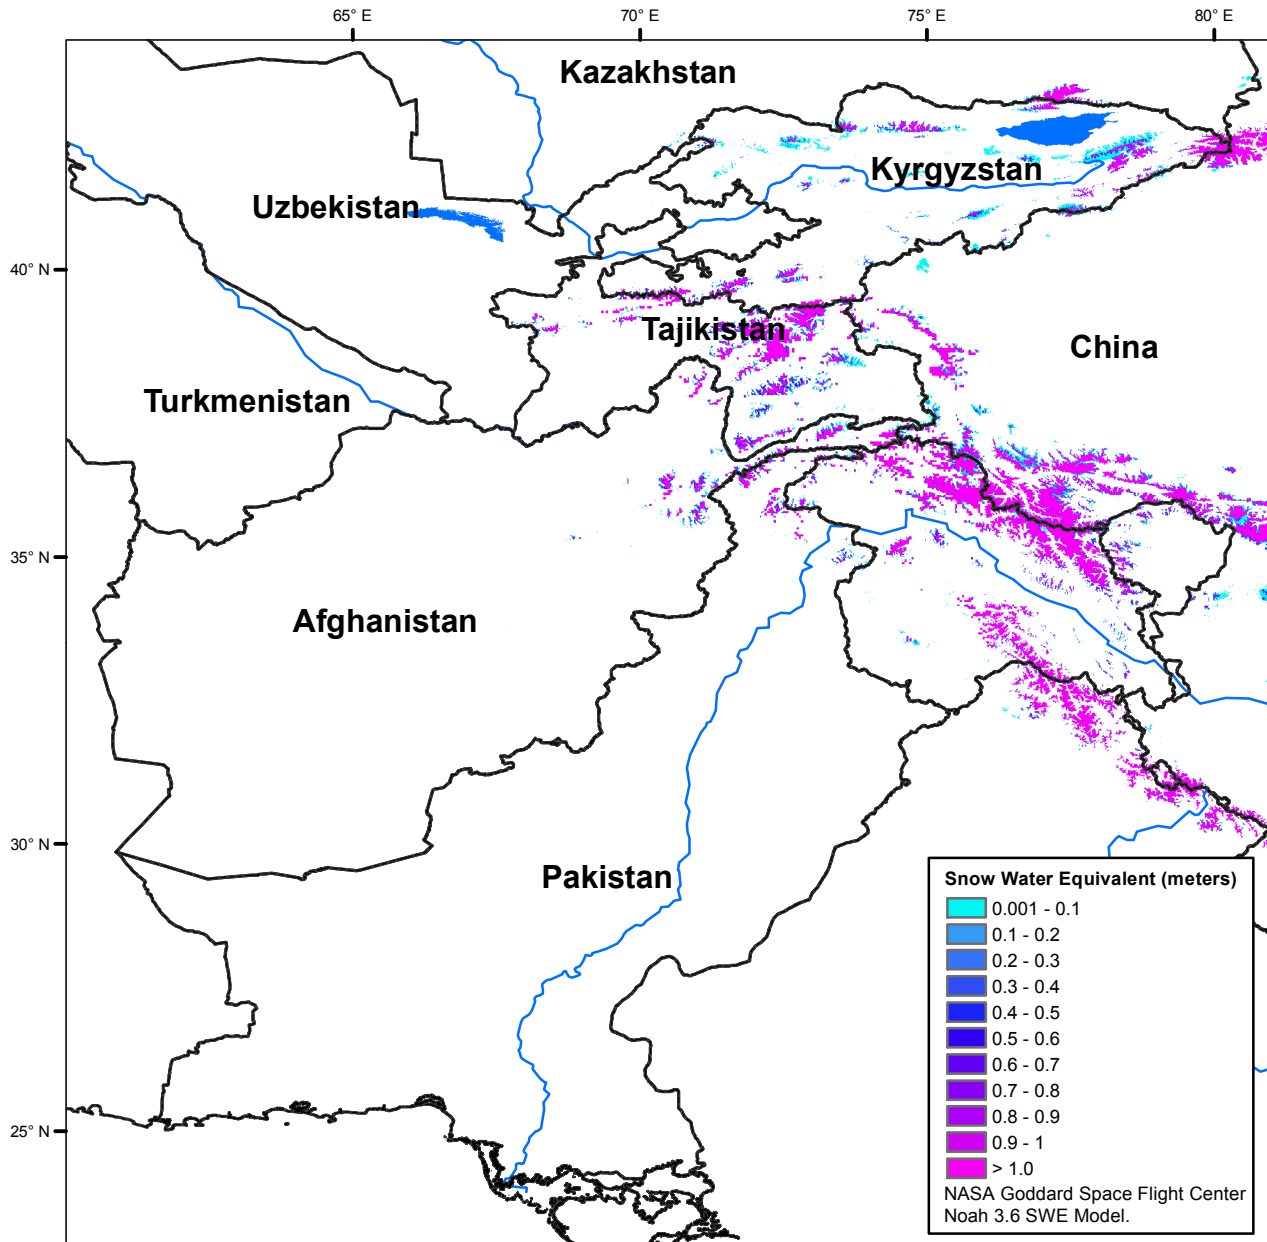 65° E
70° E
75° E
80° E
Kazakhstan
Kyrgyzstan
Uzbekistan
40° N
Tajikistan
China
Turkmenistan
35° N
Afghanistan
30° N
Pakistan
25° N
Snow Water Equivalent (meters)
0.001 - 0.1
0.1 - 0.2
0.2 - 0.3
0.3 - 0.4
0.4 - 0.5
0.5 - 0.6
0.6 - 0.7
0.7 - 0.8
0.8 - 0.9
0.9 - 1
> 1.0
NASA Goddard Space Flight Center
Noah 3.6 SWE Model.